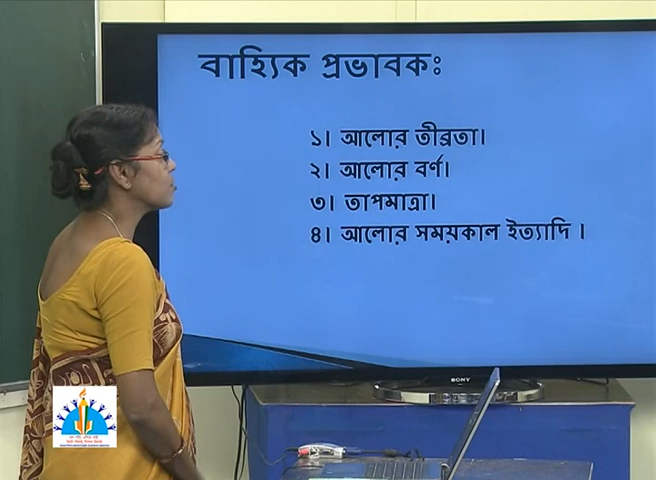 বাহ্যিক প্রভাবকঃ
১। আলোর তীব্রতা।
২। আলোর বর্ণ।
৩। তাপমাত্রা।
৪। আলোর সময়কাল ইত্যাদি ।
SONY